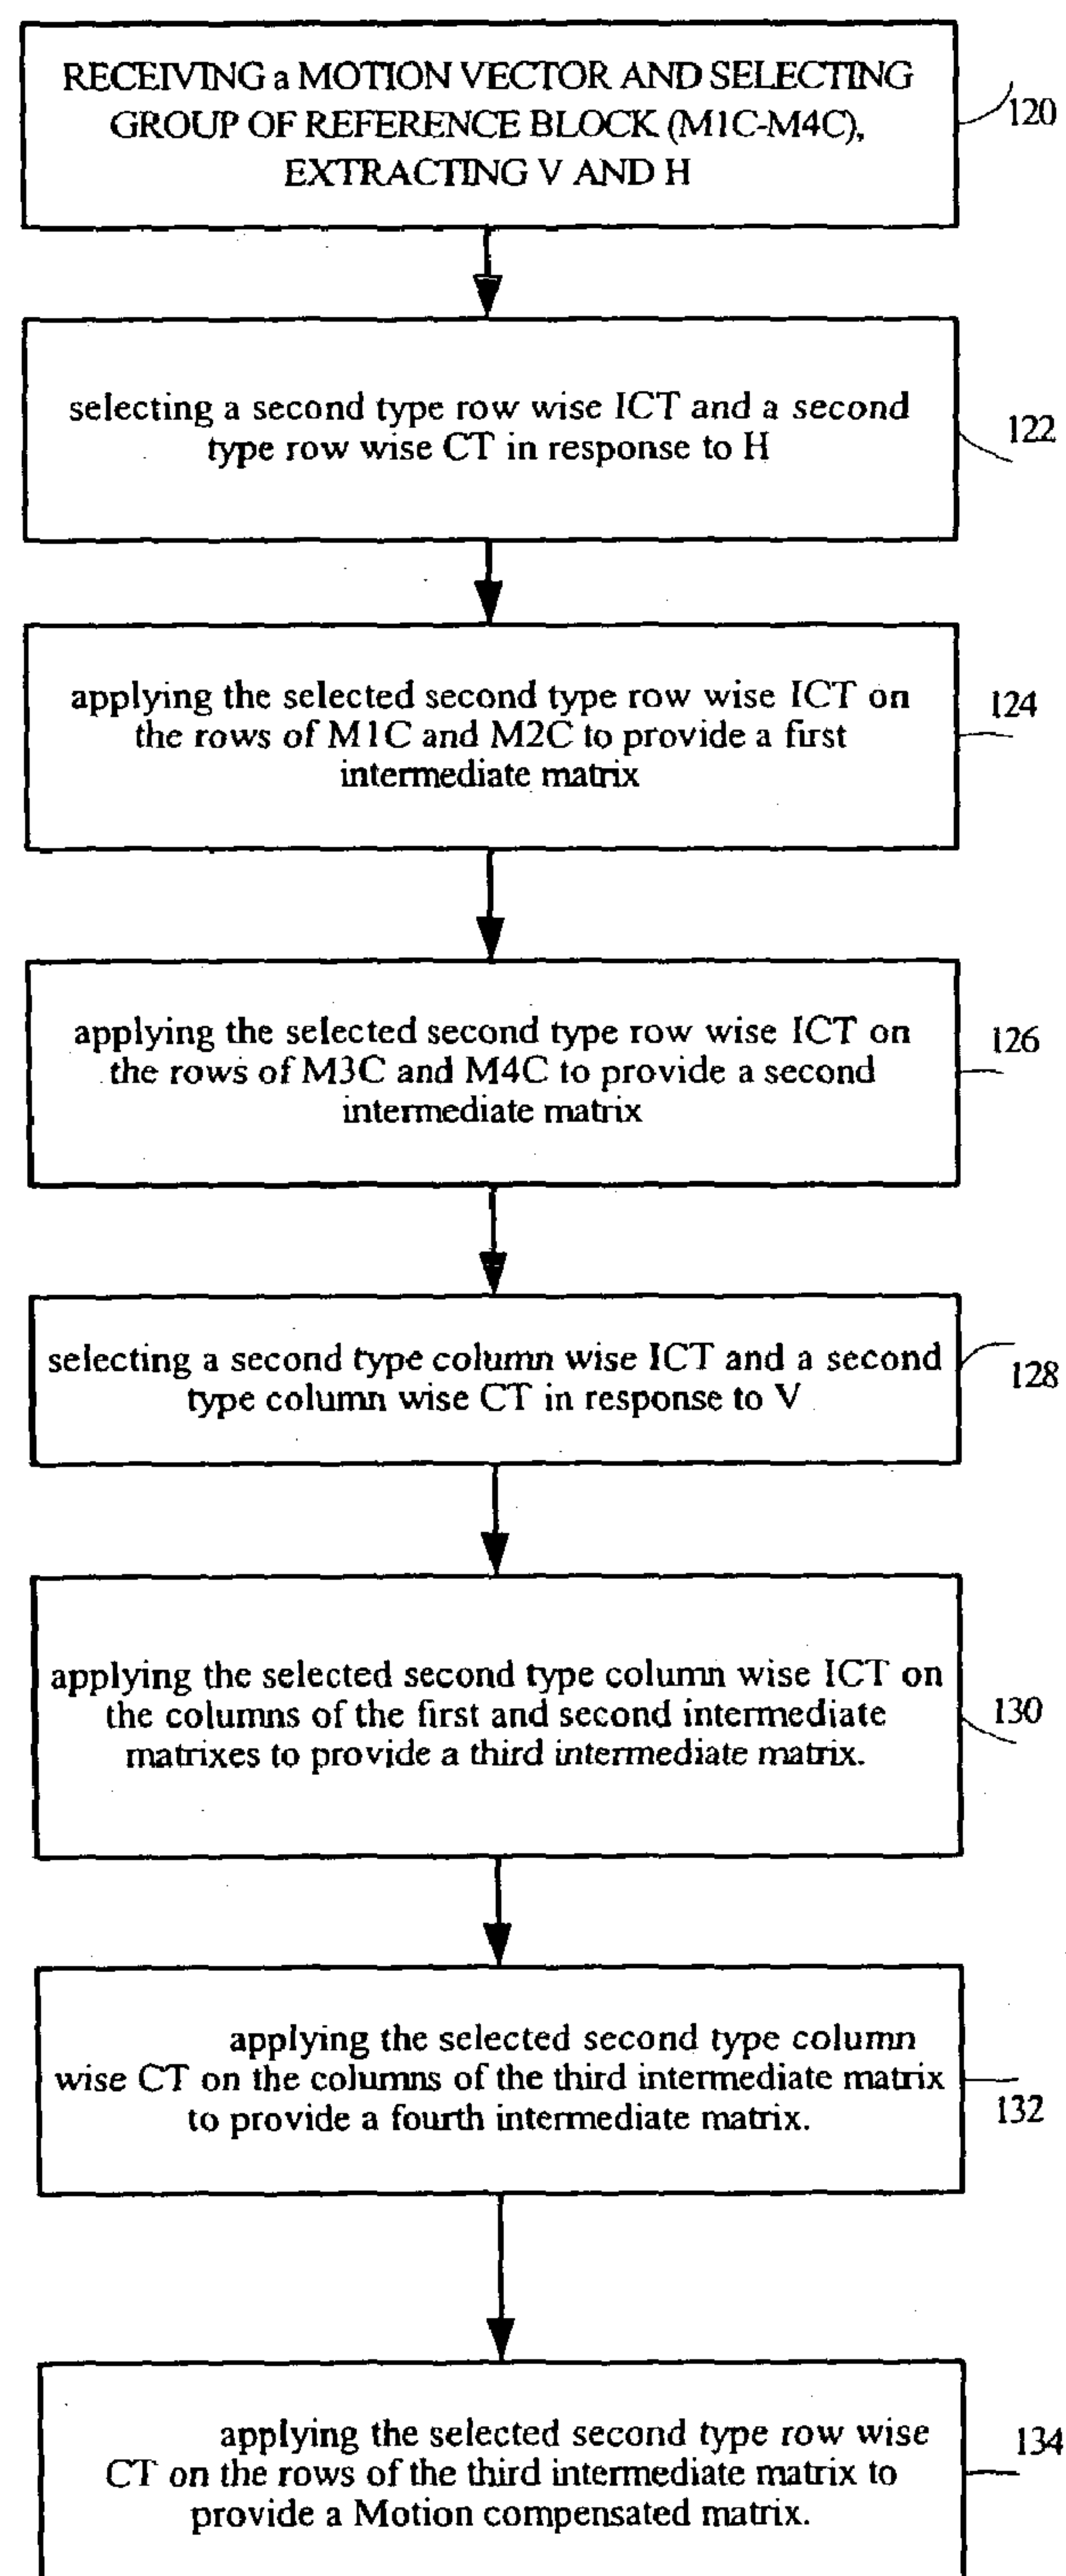 RECEIVING a MOTION VECTOR AND SELECTING
GROUP OF REFERENCE BLOCK (M1C-M4C),
EXTRACTING V AND H
120
selecting a second type row wise ICT and a second
type row wise CT in response to H
122
applying the selected second type row wise ICT on
the rows of M1C and M2C to provide a first
intermediate matrix
124
applying the selected second type row wise ICT on
the rows of M3C and M4C to provide a second
intermediate matrix
126
selecting a second type column wise ICT and a second
type column wise CT in response to V
128
applying the selected second type column wise ICT on
the columns of the first and second intermediate
matrixes to provide a third intermediate matrix.
130
applying the selected second type column
wise CT on the columns of the third intermediate matrix
to provide a fourth intermediate matrix.
132
applying the selected second type row wise
CT on the rows of the third intermediate matrix to
provide a Motion compensated matrix.
134